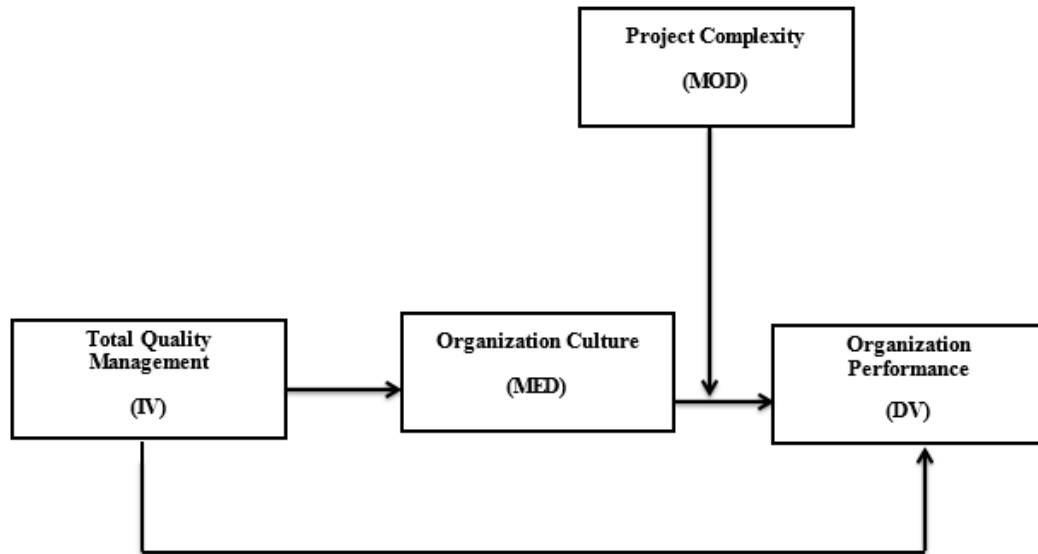 Project Complexity
(MOD)
Total Quality
Management
(IV)
Organization Culture
(MED)
Organization
Performance
(DV)